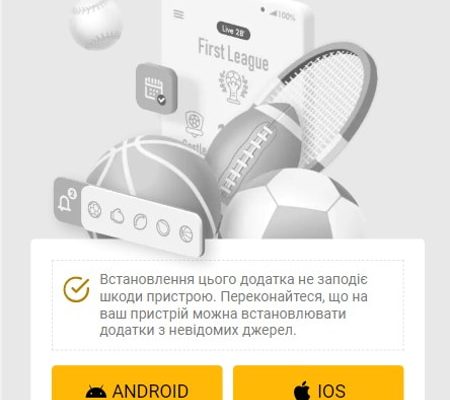 100%
Live 28'
First League
2
Встановлення цього додатка не заподіє
шкоди пристрою. Переконайтеся, що на
ваш пристрій можна встановлювати
додатки з невідомих джерел.
ANDROID
IOS